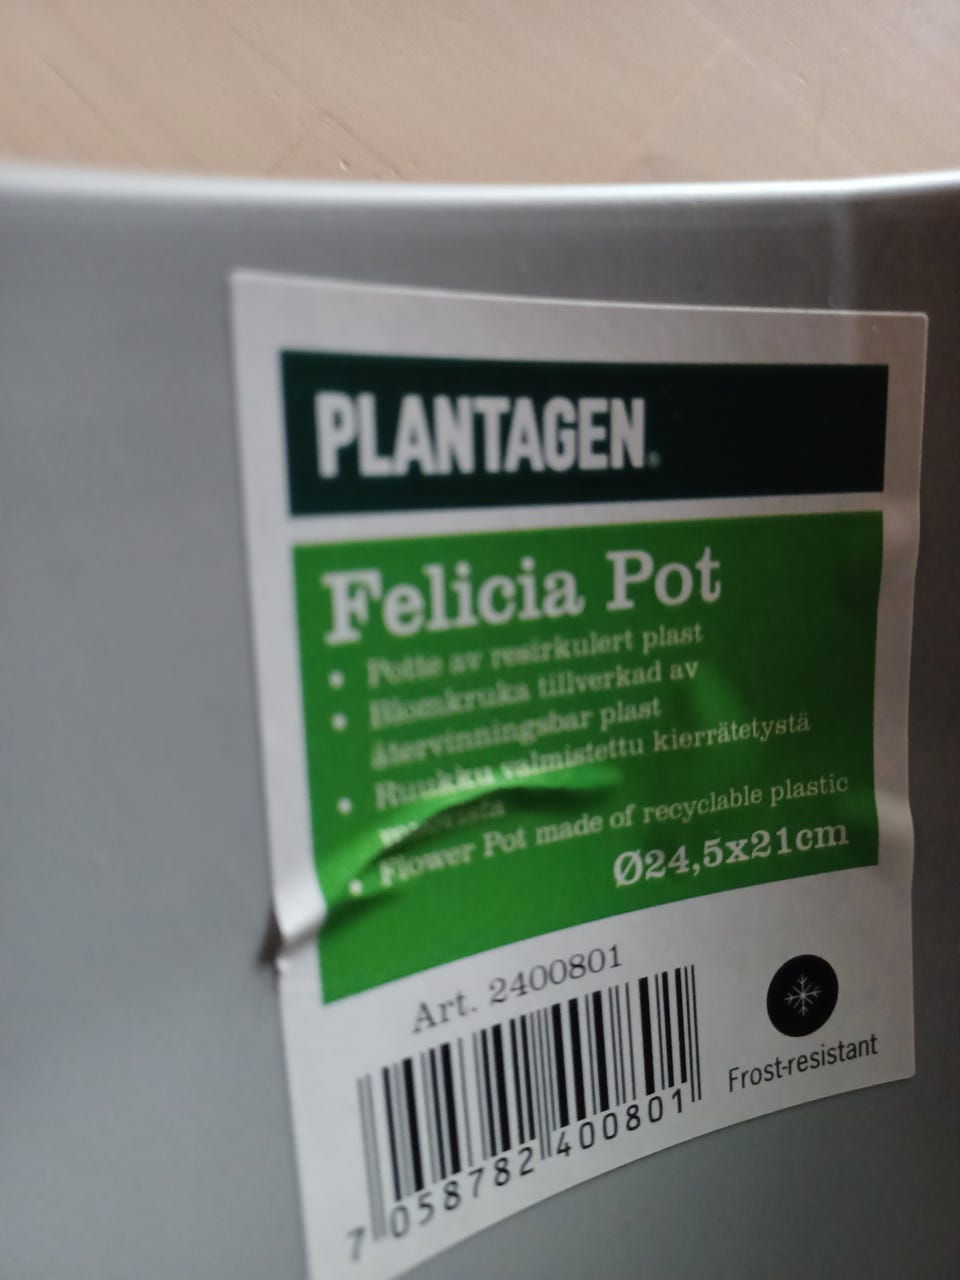 PLANTAGEN®
Felicia Pot
• Potte av resirkulert plast
• Blomkruka tillverkad av
återvinningsbar plast
• Ruukku valmistettu kierrätetystä
• Flower Pot made of recyclable plastic
Ø24,5x21cm
Art. 2400801
7 058782 400801
Frost-resistant